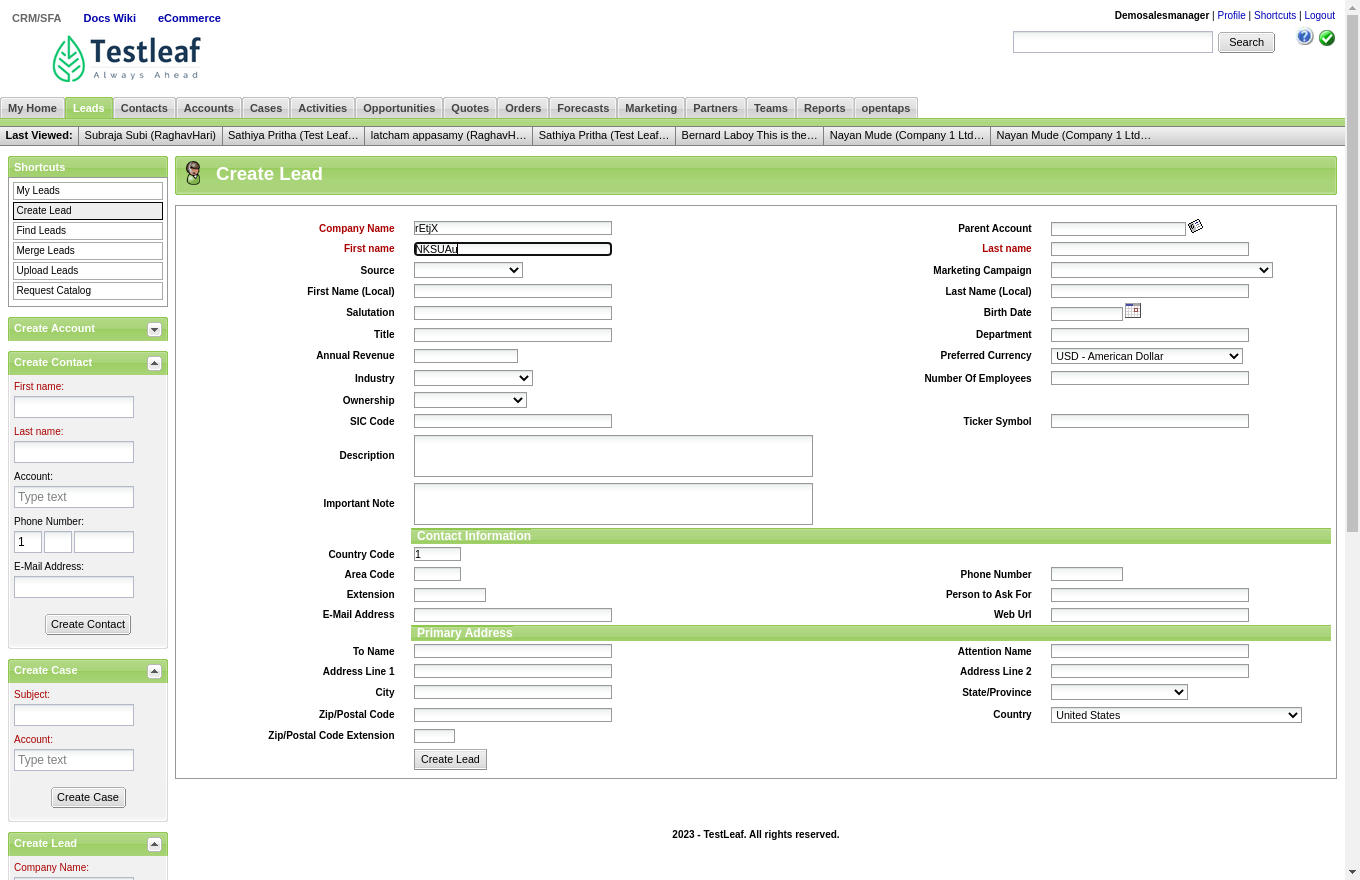 CRM/SFA Docs Wiki eCommerce
Demosalesmanager | Profile | Shortcuts | Logout
Testleaf
Always Ahead
Search
My Home Leads Contacts Accounts Cases Activities Opportunities Quotes Orders Forecasts Marketing Partners Teams Reports opentaps
Last Viewed: Subraja Subi (RaghavHari) Sathiya Pritha (Test Leaf… latcham appasamy (RaghavH… Sathiya Pritha (Test Leaf… Bernard Laboy This is the… Nayan Mude (Company 1 Ltd… Nayan Mude (Company 1 Ltd…
Shortcuts
My Leads
Create Lead
Find Leads
Merge Leads
Upload Leads
Request Catalog
Create Account
Create Contact
First name:
Last name:
Account:
Type text
Phone Number:
1
E-Mail Address:
Create Contact
Create Case
Subject:
Account:
Type text
Create Case
Create Lead
Company Name:
Create Lead
Company Name rEtjX Parent Account
First name NKSUAu Last name
Source Marketing Campaign
First Name (Local) Last Name (Local)
Salutation Birth Date
Title Department
Annual Revenue Preferred Currency USD - American Dollar
Industry Number Of Employees
Ownership
SIC Code Ticker Symbol
Description
Important Note
Contact Information
Country Code 1
Area Code Phone Number
Extension Person to Ask For
E-Mail Address Web Url
Primary Address
To Name Attention Name
Address Line 1 Address Line 2
City State/Province
Zip/Postal Code Country United States
Zip/Postal Code Extension
Create Lead
2023 - TestLeaf. All rights reserved.